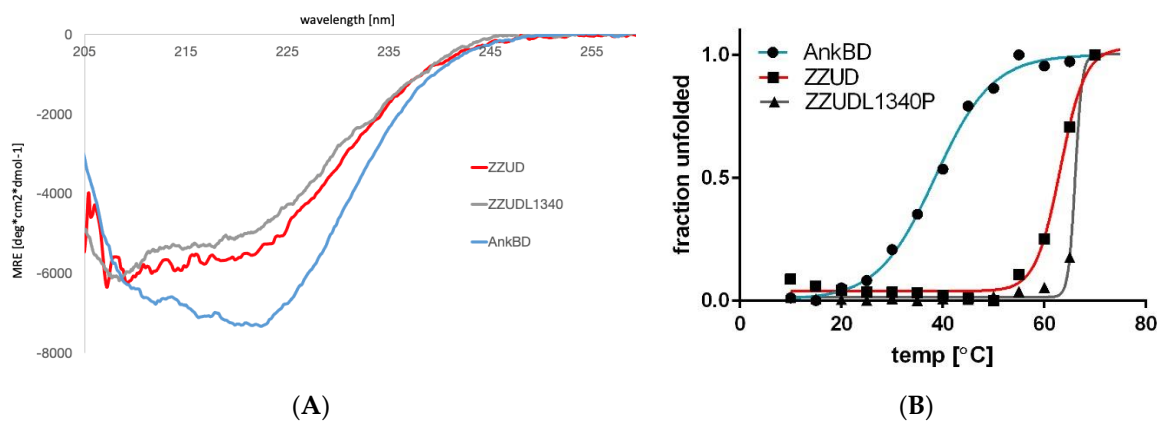 wavelength [nm]
205 215 225 235 245 255
0
-2000
-4000
-6000
-8000
MRE [deg*cm2*dmol-1]
ZZUD
ZZUDL1340
AnkBD
(A)
AnkBD
ZZUD
ZZUDL1340P
1.0
0.5
0.0
fraction unfolded
0 20 40 60 80
temp [°C]
(B)